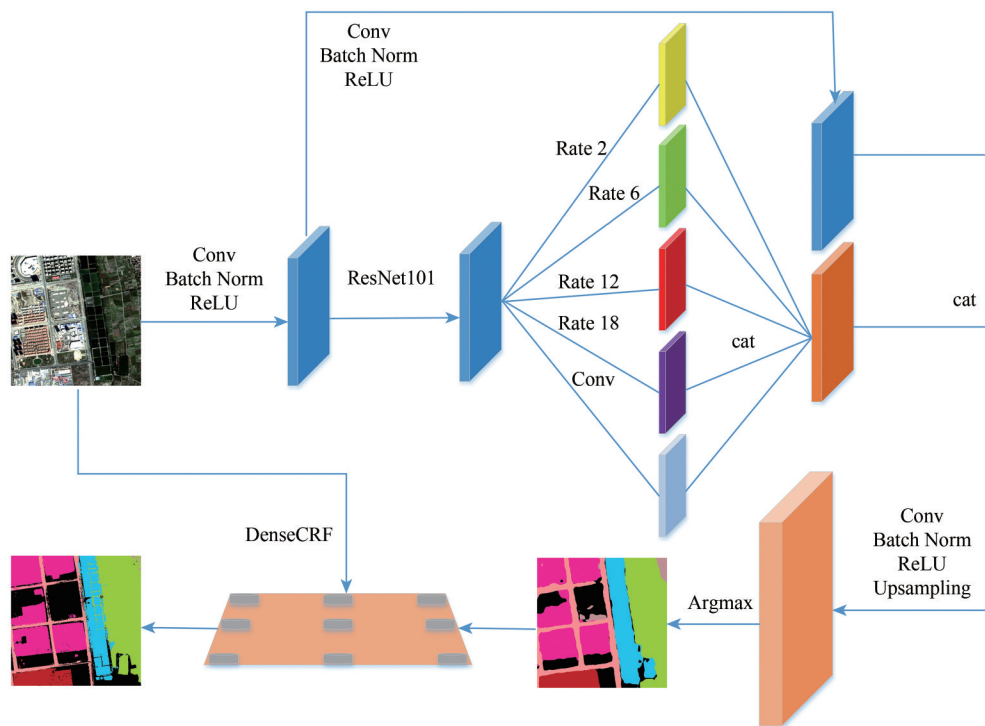 Conv
Batch Norm
ReLU
Conv
Batch Norm
ReLU
ResNet101
Rate 2
Rate 6
Rate 12
Rate 18
Conv
cat
cat
Conv
Batch Norm
ReLU
Upsampling
Argmax
DenseCRF